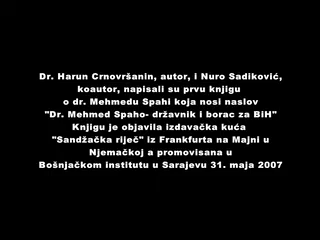 Dr. Harun Crnovršanin, autor, i Nuro Sadiković,
koautor, napisali su prvu knjigu
o dr. Mehmedu Spahi koja nosi naslov
"Dr. Mehmed Spaho- državnik i borac za BiH"
Knjigu je objavila izdavačka kuća
"Sandžačka riječ" iz Frankfurta na Majni u
Njemačkoj a promovisana u
Bošnjačkom institutu u Sarajevu 31. maja 2007